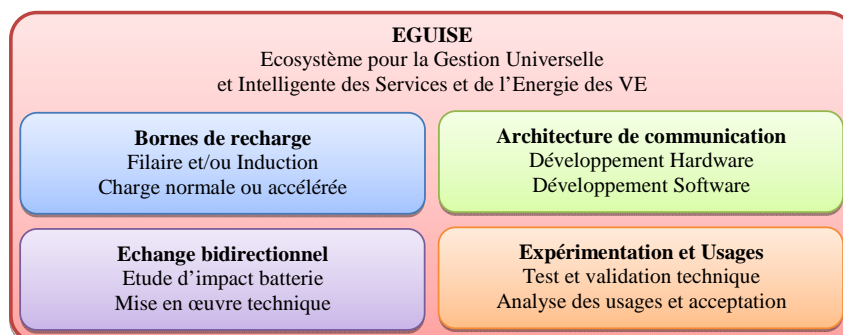 EGUISE
Ecosystème pour la Gestion Universelle
et Intelligente des Services et de l'Energie des VE
Bornes de recharge
Filaire et/ou Induction
Charge normale ou accélérée
Architecture de communication
Développement Hardware
Développement Software
Echange bidirectionnel
Etude d'impact batterie
Mise en œuvre technique
Expérimentation et Usages
Test et validation technique
Analyse des usages et acceptation